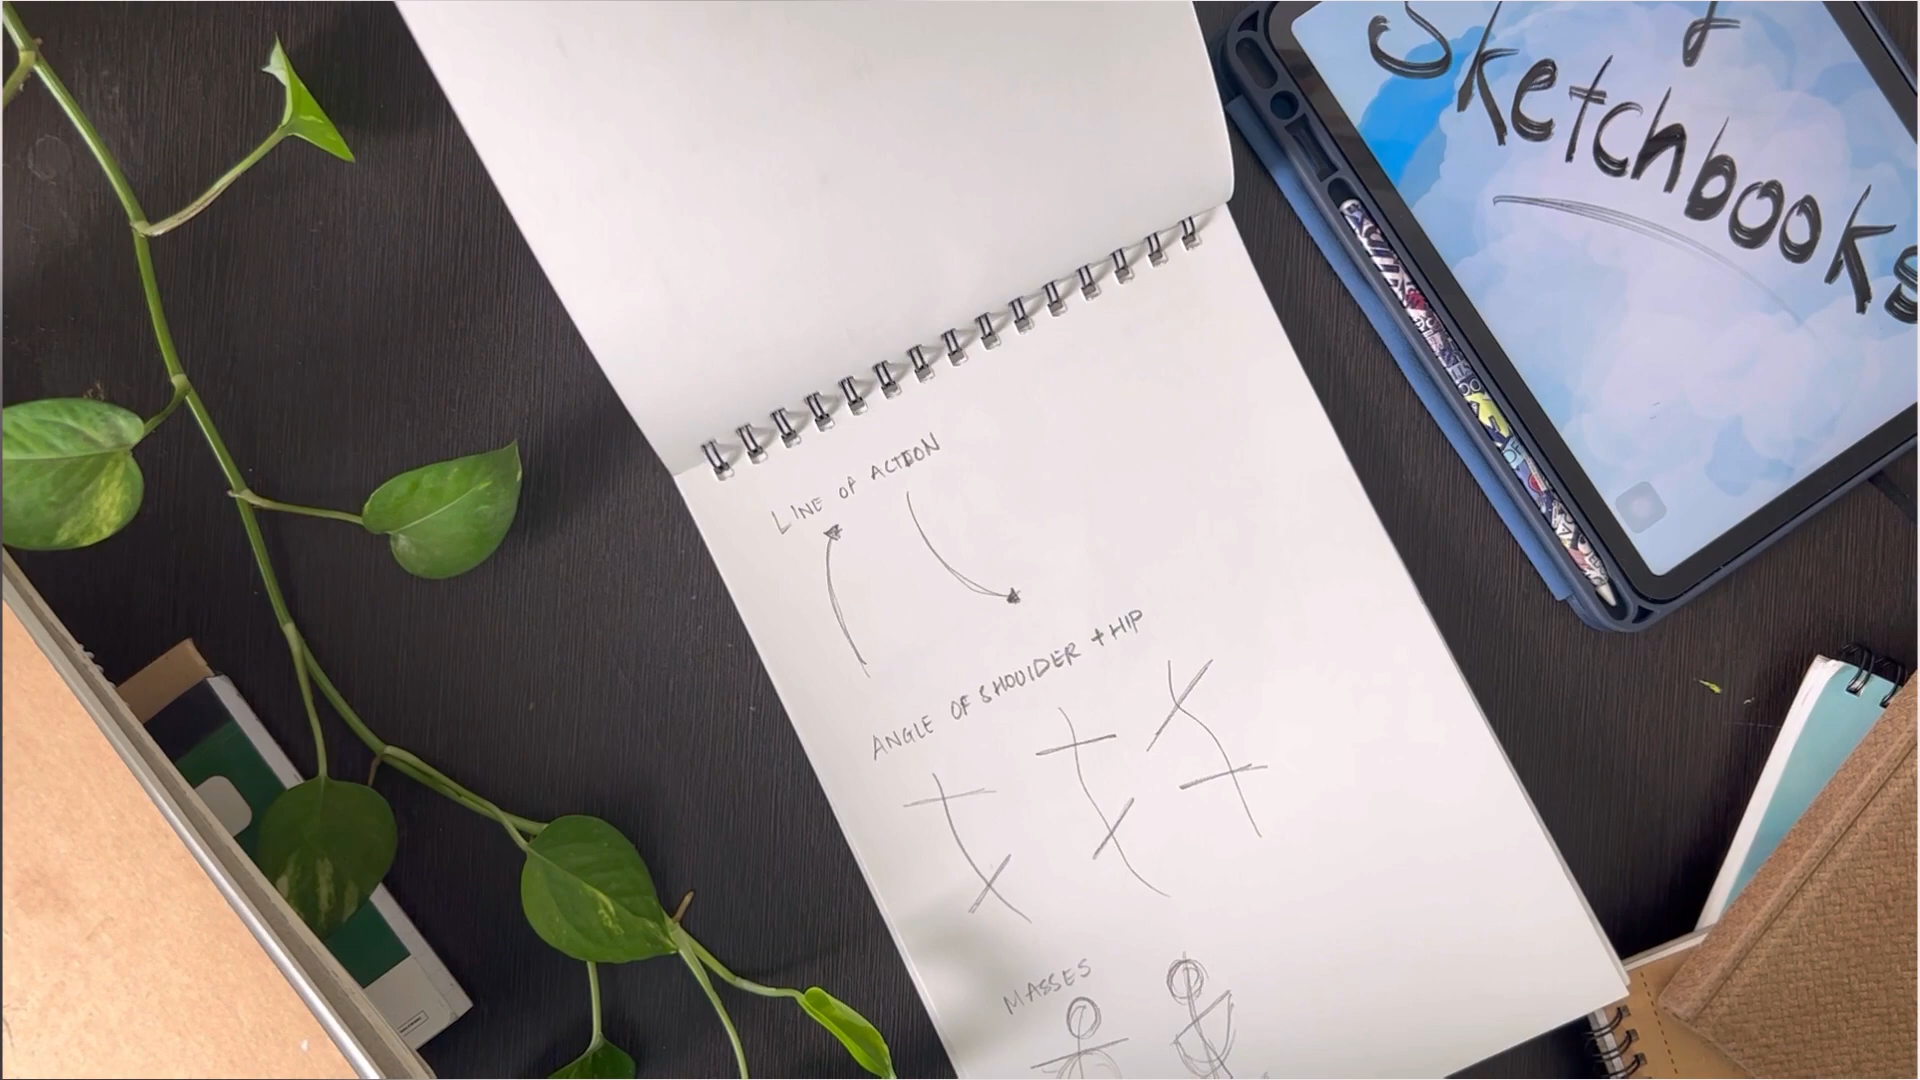 Sketchbooks
LINE OF ACTION
ANGLE OF SHOULDER + HIP
MASSES